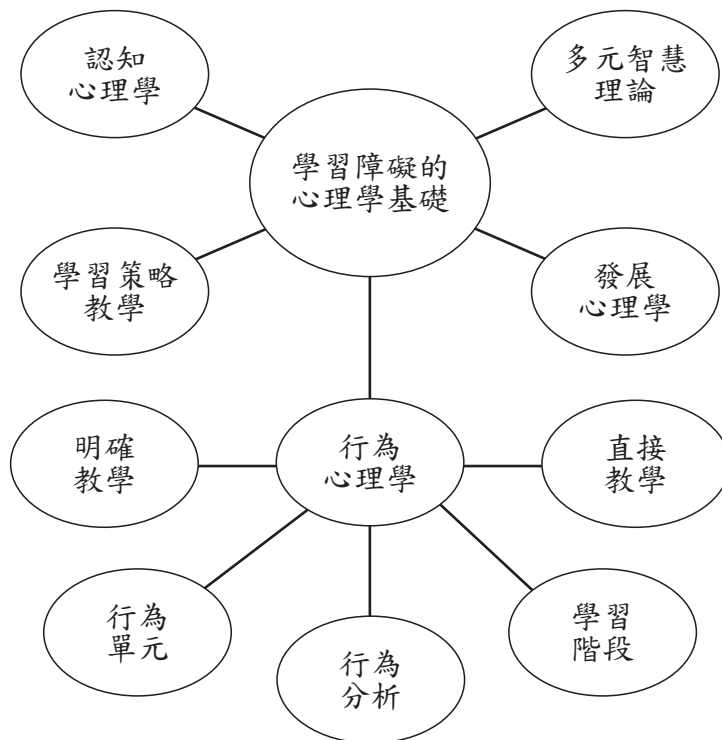 認知
心理學
多元智慧
理論
學習障礙的
心理學基礎
學習策略
教學
發展
心理學
明確
教學
行為
心理學
直接
教學
行為
單元
行為
分析
學習
階段